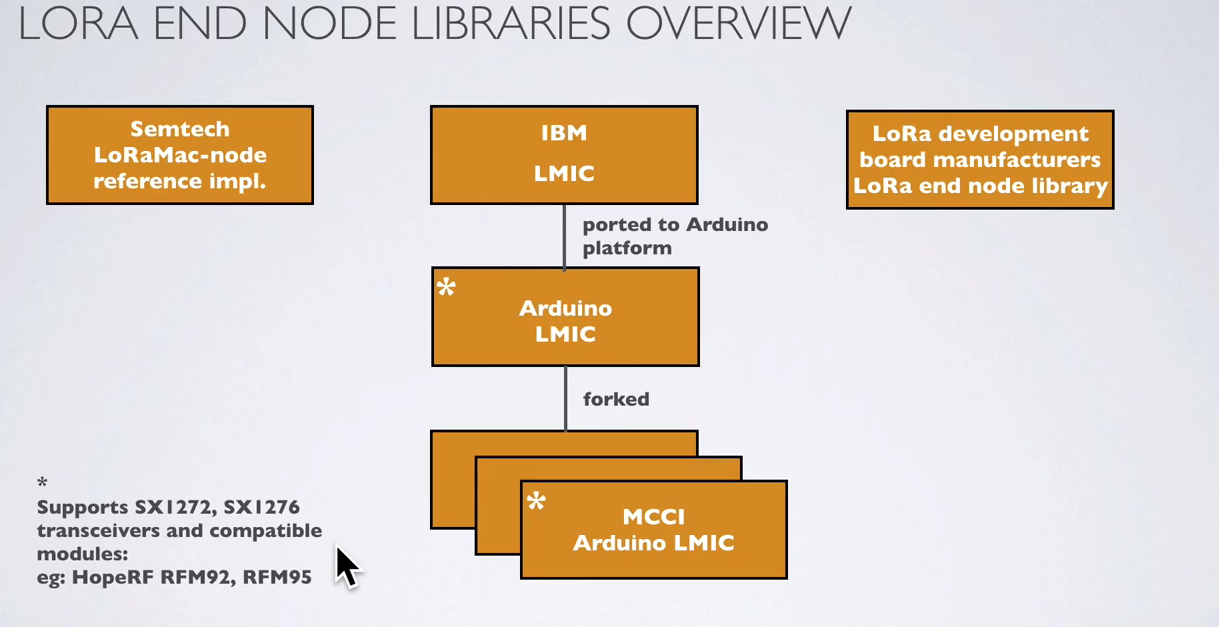 LORA END NODE LIBRARIES OVERVIEW
Semtech
LoRaMac-node
reference impl.
IBM
LMIC
LoRa development
board manufacturers
LoRa end node library
ported to Arduino
platform
*
Arduino
LMIC
forked
*
MCCI
Arduino LMIC
*
Supports SX1272, SX1276
transceivers and compatible
modules:
eg: HopeRF RFM92, RFM95